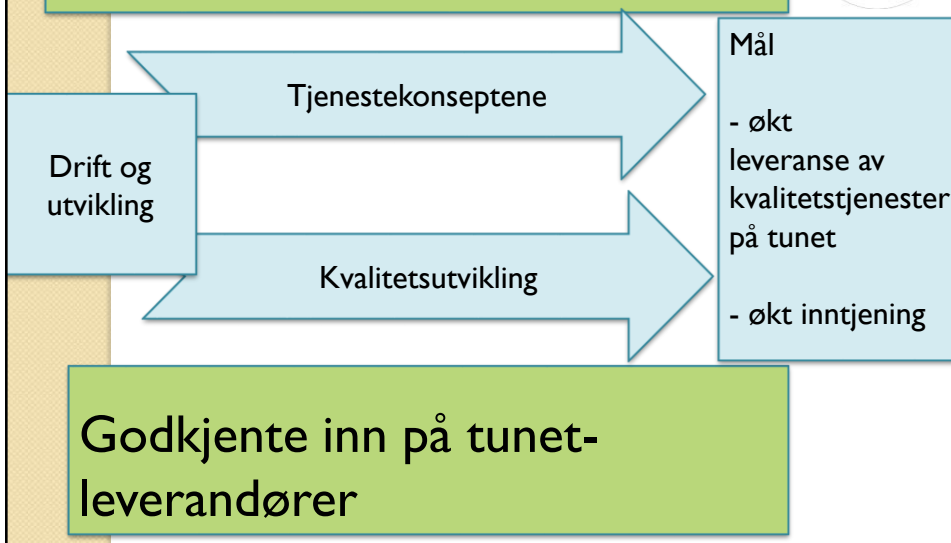 Tjenestekonseptene
Mål
- økt
leveranse av
kvalitetstjenester
på tunet
- økt inntjening
Drift og
utvikling
Kvalitetsutvikling
Godkjente inn på tunet-
leverandører